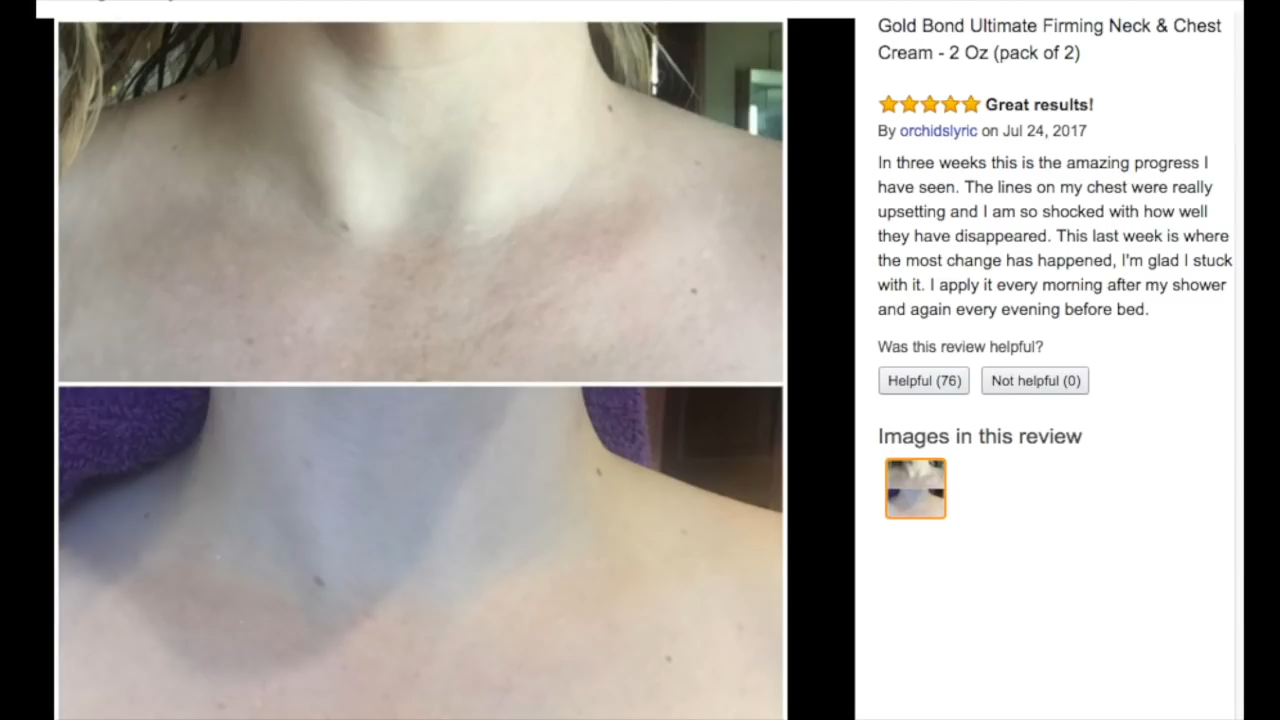 Gold Bond Ultimate Firming Neck & Chest
Cream - 2 Oz (pack of 2)
Great results!
By orchidslyric on Jul 24, 2017
In three weeks this is the amazing progress I
have seen. The lines on my chest were really
upsetting and I am so shocked with how well
they have disappeared. This last week is where
the most change has happened, I'm glad I stuck
with it. I apply it every morning after my shower
and again every evening before bed.
Was this review helpful?
Helpful (76) Not helpful (0)
Images in this review